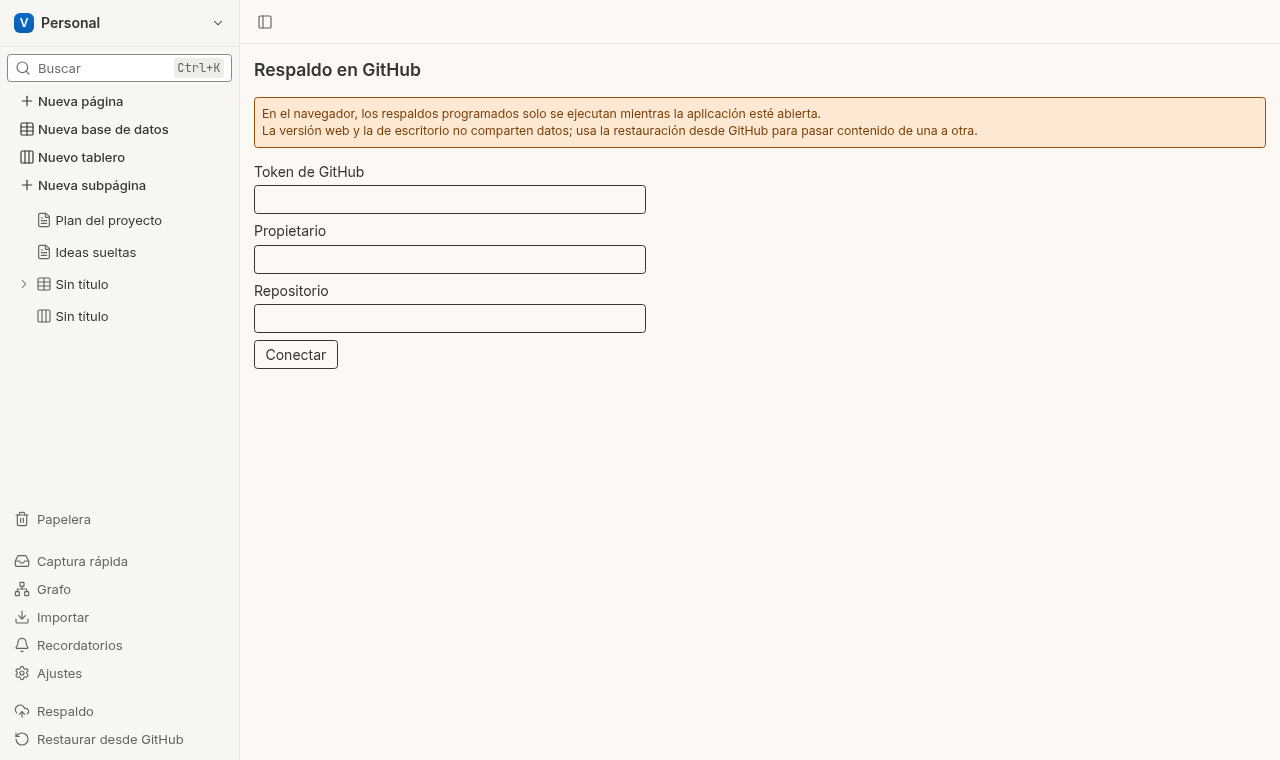 V Personal
Buscar Ctrl+K
Nueva página
Nueva base de datos
Nuevo tablero
Nueva subpágina
Plan del proyecto
Ideas sueltas
Sin título
Sin título
Papelera
Captura rápida
Grafo
Importar
Recordatorios
Ajustes
Respaldo
Restaurar desde GitHub
Respaldo en GitHub
En el navegador, los respaldos programados solo se ejecutan mientras la aplicación esté abierta.
La versión web y la de escritorio no comparten datos; usa la restauración desde GitHub para pasar contenido de una a otra.
Token de GitHub
Propietario
Repositorio
Conectar